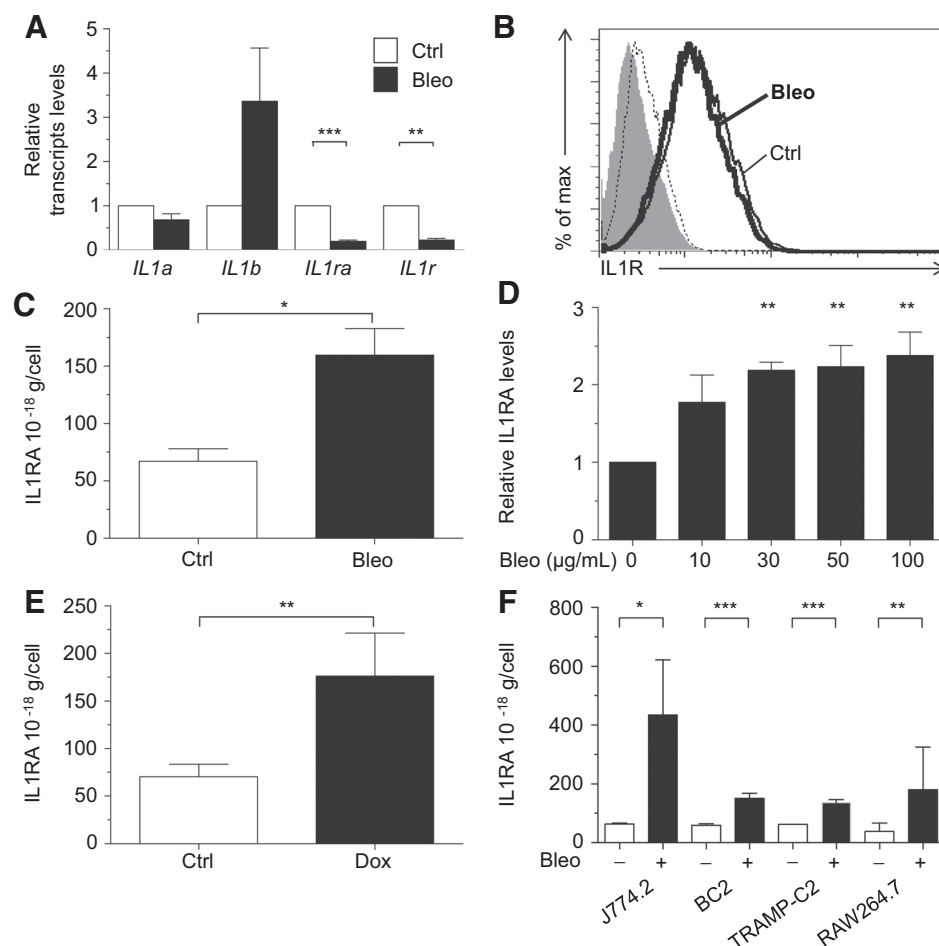 A
Relative
transcripts levels
5
4
3
2
1
0
Ctrl
Bleo
***
**
IL1a IL1b IL1ra IL1r
B
% of max
Bleo
Ctrl
IL1R
C
IL1RA 10⁻¹⁸ g/cell
200
150
100
50
0
*
Ctrl Bleo
D
Relative IL1RA levels
3
2
1
0
** ** **
Bleo (µg/mL) 0 10 30 50 100
E
IL1RA 10⁻¹⁸ g/cell
250
200
150
100
50
0
**
Ctrl Dox
F
IL1RA 10⁻¹⁸ g/cell
800
600
400
200
0
* *** *** **
Bleo – + – + – + – +
J774.2 BC2 TRAMP-C2 RAW264.7